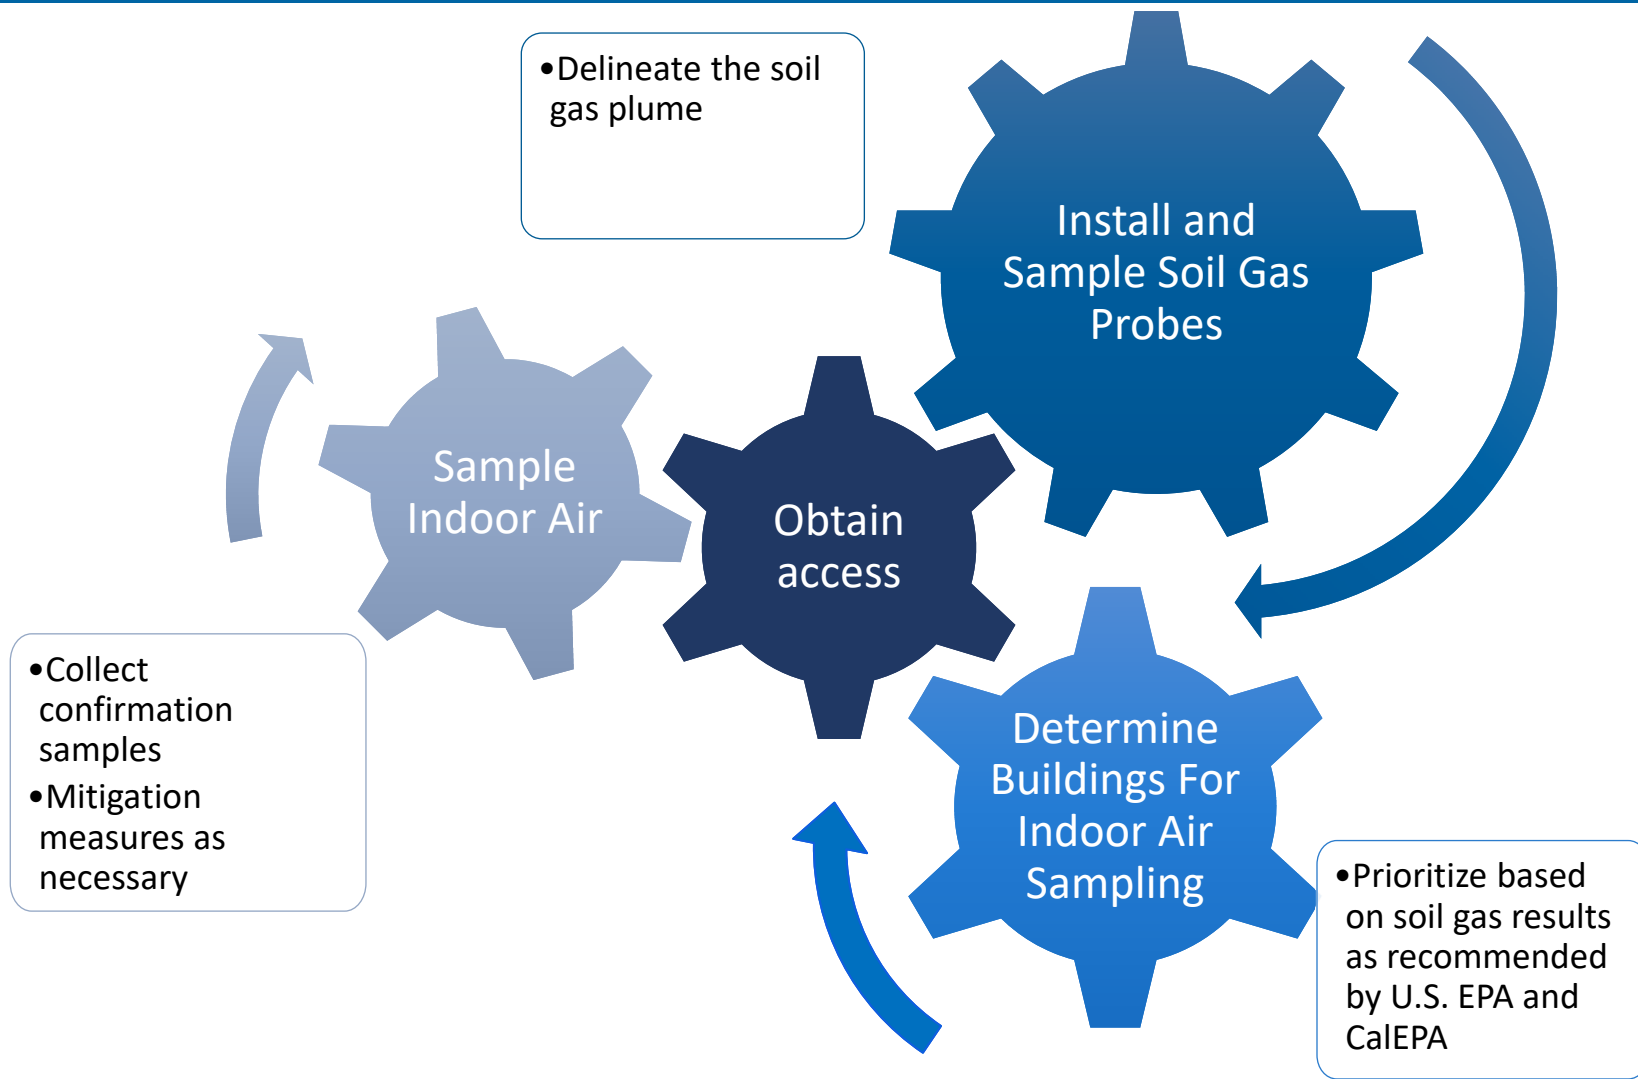 •Delineate the soil
gas plume
Install and
Sample Soil Gas
Probes
Sample
Indoor Air
Obtain
access
•Collect
confirmation
samples
•Mitigation
measures as
necessary
Determine
Buildings For
Indoor Air
Sampling
•Prioritize based
on soil gas results
as recommended
by U.S. EPA and
CalEPA